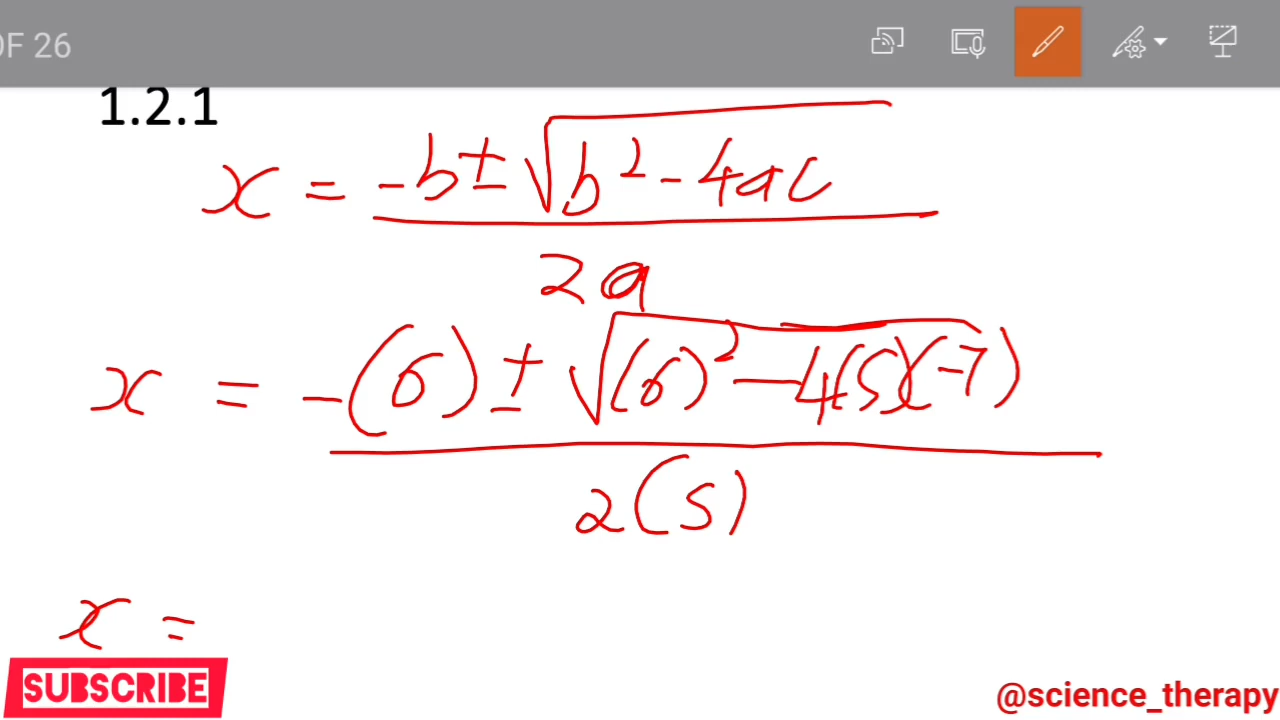 OF 26
1.2.1
x = -b ± √b² - 4ac
2a
x = -(6) ± √(6)² - 4(5)(-7)
2(5)
x =
SUBSCRIBE
@science_therapy